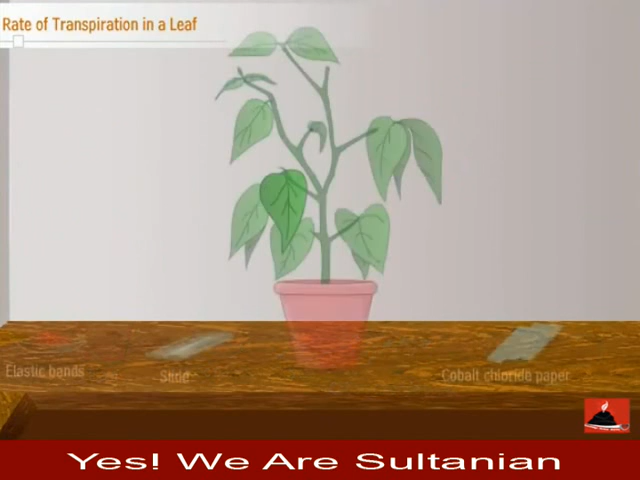 Rate of Transpiration in a Leaf
Elastic bands
Slide
Cobalt chloride paper
Yes! We Are Sultanian